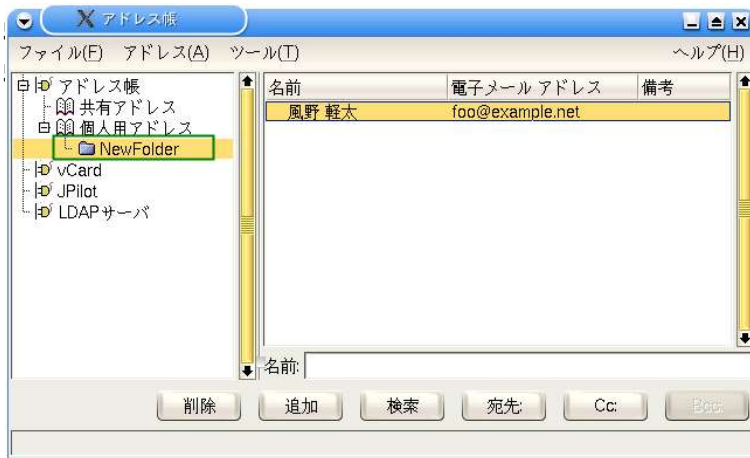 アドレス帳
ファイル(F) アドレス(A) ツール(T) ヘルプ(H)
アドレス帳
共有アドレス
個人用アドレス
NewFolder
vCard
JPilot
LDAPサーバ
名前 電子メール アドレス 備考
風野 軽太 foo@example.net
名前:
削除 追加 検索 宛先: Cc: Bcc: